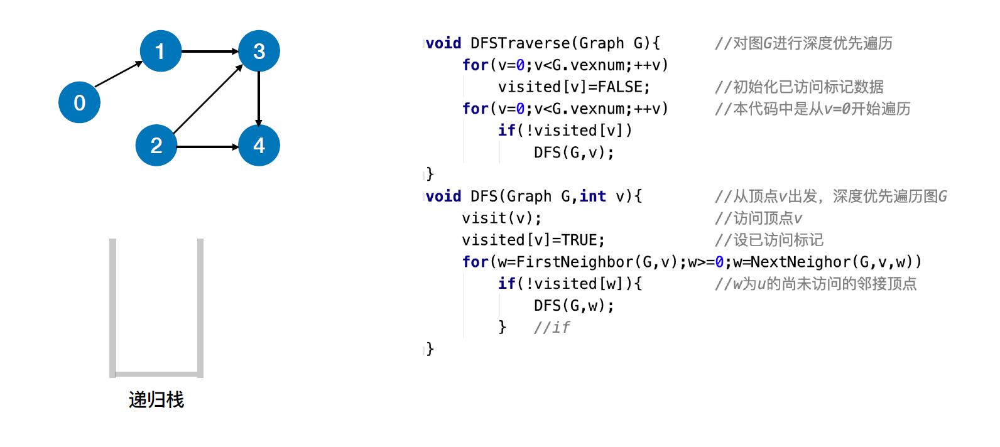 1
3
0
2
4
递归栈
void DFSTraverse(Graph G){ //对图G进行深度优先遍历
for(v=0;v<G.vexnum;++v)
visited[v]=FALSE; //初始化已访问标记数据
for(v=0;v<G.vexnum;++v) //本代码中是从v=0开始遍历
if(!visited[v])
DFS(G,v);
}
void DFS(Graph G,int v){ //从顶点v出发，深度优先遍历图G
visit(v); //访问顶点v
visited[v]=TRUE; //设已访问标记
for(w=FirstNeighbor(G,v);w>=0;w=NextNeighor(G,v,w))
if(!visited[w]){ //w为u的尚未访问的邻接顶点
DFS(G,w);
} //if
}